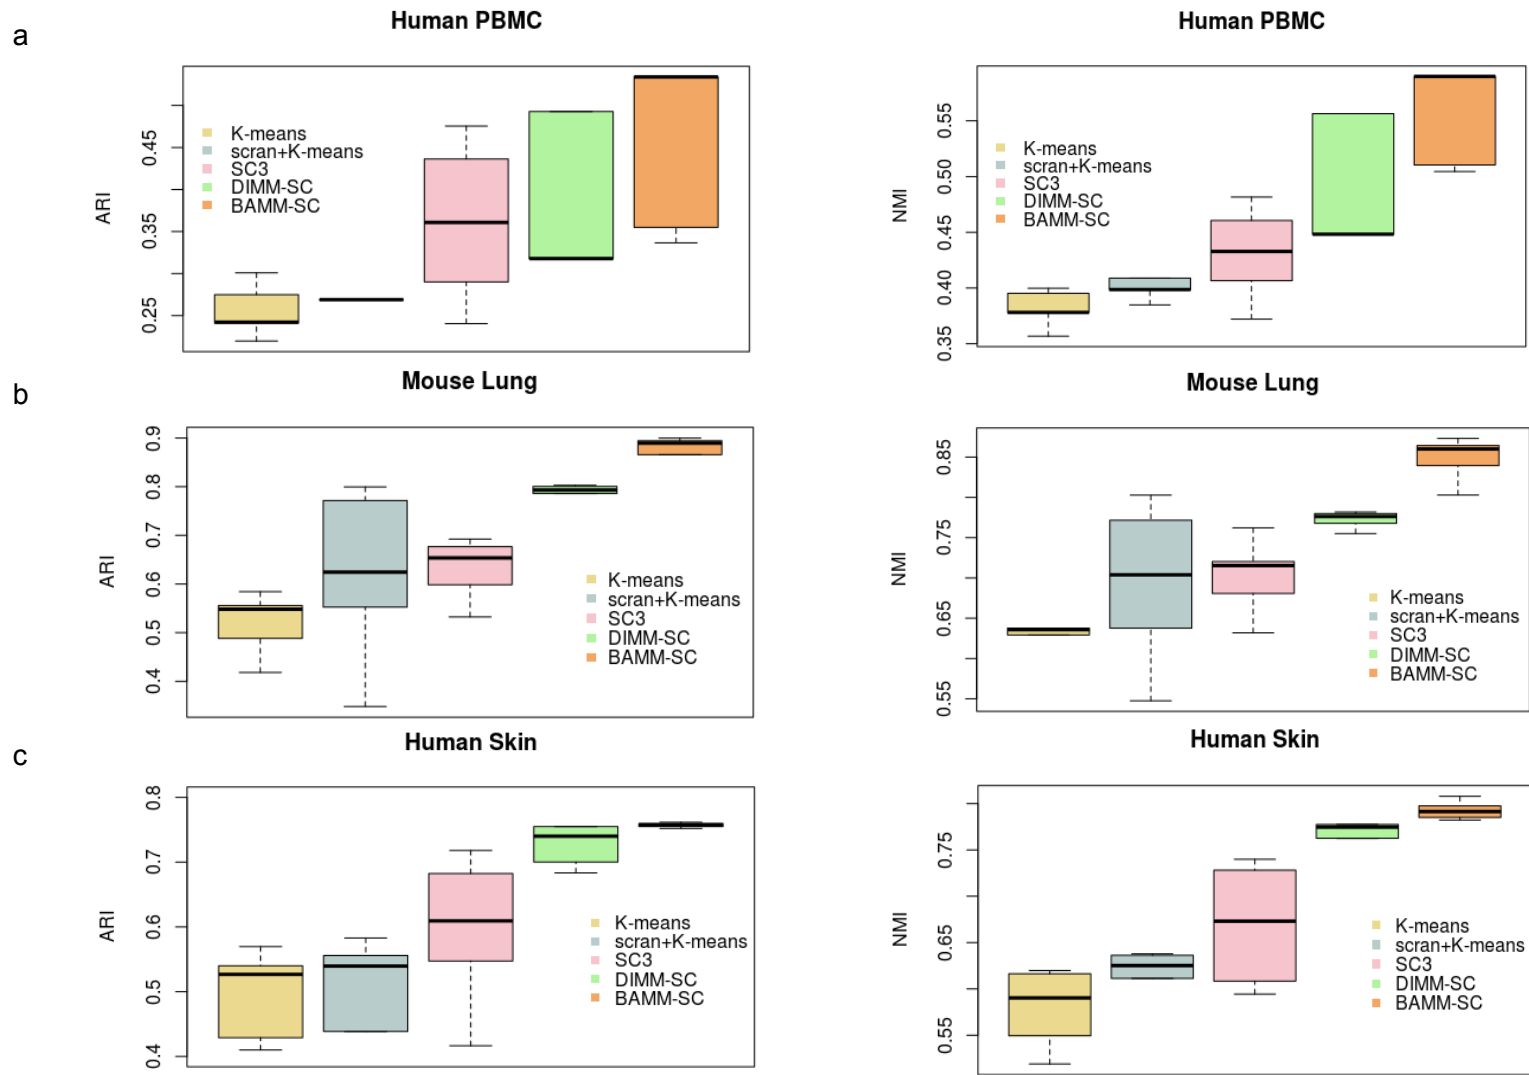 a
Human PBMC
ARI
0.45
0.35
0.25
K-means
scran+K-means
SC3
DIMM-SC
BAMM-SC
Human PBMC
NMI
0.55
0.50
0.45
0.40
0.35
K-means
scran+K-means
SC3
DIMM-SC
BAMM-SC
b
Mouse Lung
ARI
0.9
0.8
0.7
0.6
0.5
0.4
K-means
scran+K-means
SC3
DIMM-SC
BAMM-SC
Mouse Lung
NMI
0.85
0.75
0.65
0.55
K-means
scran+K-means
SC3
DIMM-SC
BAMM-SC
c
Human Skin
ARI
0.8
0.7
0.6
0.5
0.4
K-means
scran+K-means
SC3
DIMM-SC
BAMM-SC
Human Skin
NMI
0.75
0.65
0.55
K-means
scran+K-means
SC3
DIMM-SC
BAMM-SC